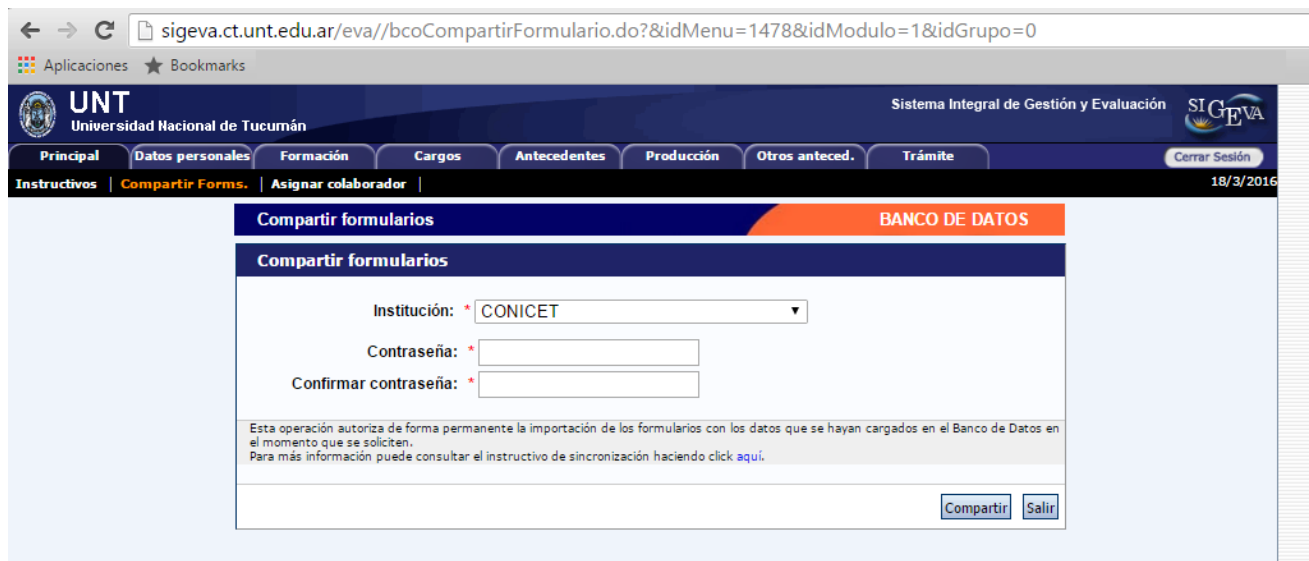 sigeva.ct.unt.edu.ar/eva//bcoCompartirFormulario.do?&idMenu=1478&idModulo=1&idGrupo=0
Aplicaciones Bookmarks
UNT
Universidad Nacional de Tucumán
Sistema Integral de Gestión y Evaluación
SIGEVA
Principal Datos personales Formación Cargos Antecedentes Producción Otros anteced. Trámite Cerrar Sesión
Instructivos | Compartir Forms. | Asignar colaborador | 18/3/2016
Compartir formularios BANCO DE DATOS
Compartir formularios
Institución: * CONICET
Contraseña: *
Confirmar contraseña: *
Esta operación autoriza de forma permanente la importación de los formularios con los datos que se hayan cargados en el Banco de Datos en
el momento que se soliciten.
Para más información puede consultar el instructivo de sincronización haciendo click aquí.
Compartir Salir